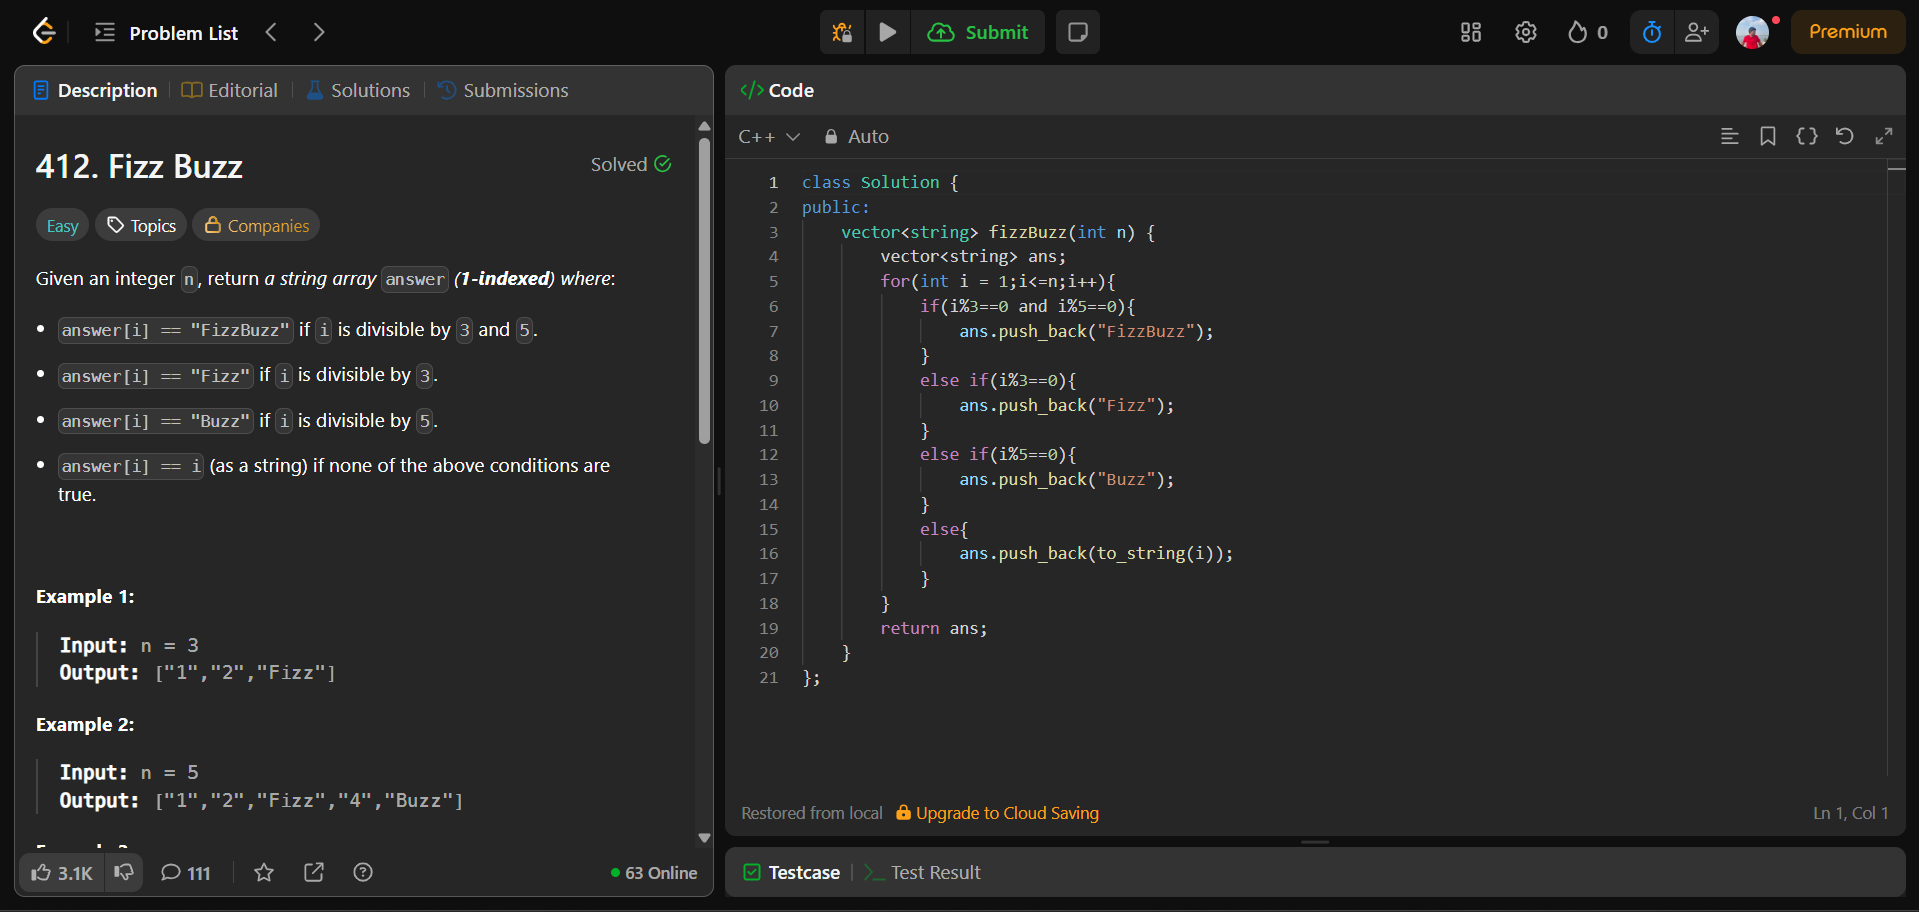 Problem List
Submit
0
Premium
Description
Editorial
Solutions
Submissions
412. Fizz Buzz
Solved
Easy
Topics
Companies
Given an integer n, return a string array answer (1-indexed) where:
answer[i] == "FizzBuzz" if i is divisible by 3 and 5.
answer[i] == "Fizz" if i is divisible by 3.
answer[i] == "Buzz" if i is divisible by 5.
answer[i] == i (as a string) if none of the above conditions are
true.
Example 1:
Input: n = 3
Output: ["1","2","Fizz"]
Example 2:
Input: n = 5
Output: ["1","2","Fizz","4","Buzz"]
3.1K
111
63 Online
</> Code
C++
Auto
1 class Solution {
2 public:
3     vector<string> fizzBuzz(int n) {
4         vector<string> ans;
5         for(int i = 1;i<=n;i++){
6             if(i%3==0 and i%5==0){
7                 ans.push_back("FizzBuzz");
8             }
9             else if(i%3==0){
10                 ans.push_back("Fizz");
11             }
12             else if(i%5==0){
13                 ans.push_back("Buzz");
14             }
15             else{
16                 ans.push_back(to_string(i));
17             }
18         }
19         return ans;
20     }
21 };
Restored from local
Upgrade to Cloud Saving
Ln 1, Col 1
Testcase
Test Result